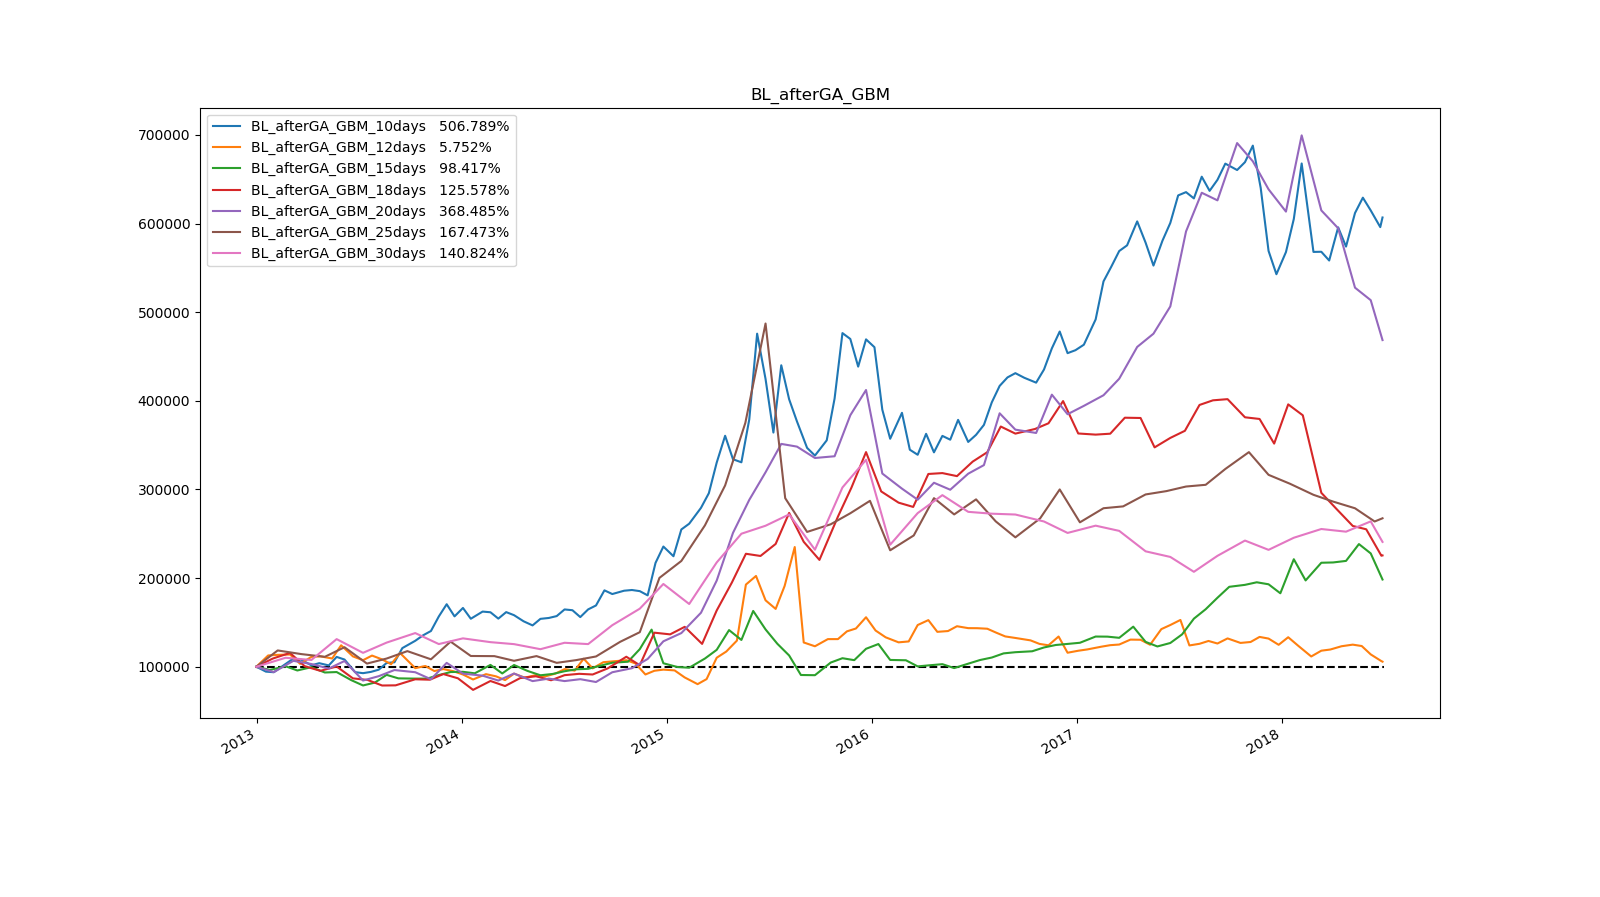 BL_afterGA_GBM
BL_afterGA_GBM_10days 506.789%
BL_afterGA_GBM_12days 5.752%
BL_afterGA_GBM_15days 98.417%
BL_afterGA_GBM_18days 125.578%
BL_afterGA_GBM_20days 368.485%
BL_afterGA_GBM_25days 167.473%
BL_afterGA_GBM_30days 140.824%
700000
600000
500000
400000
300000
200000
100000
2013 2014 2015 2016 2017 2018